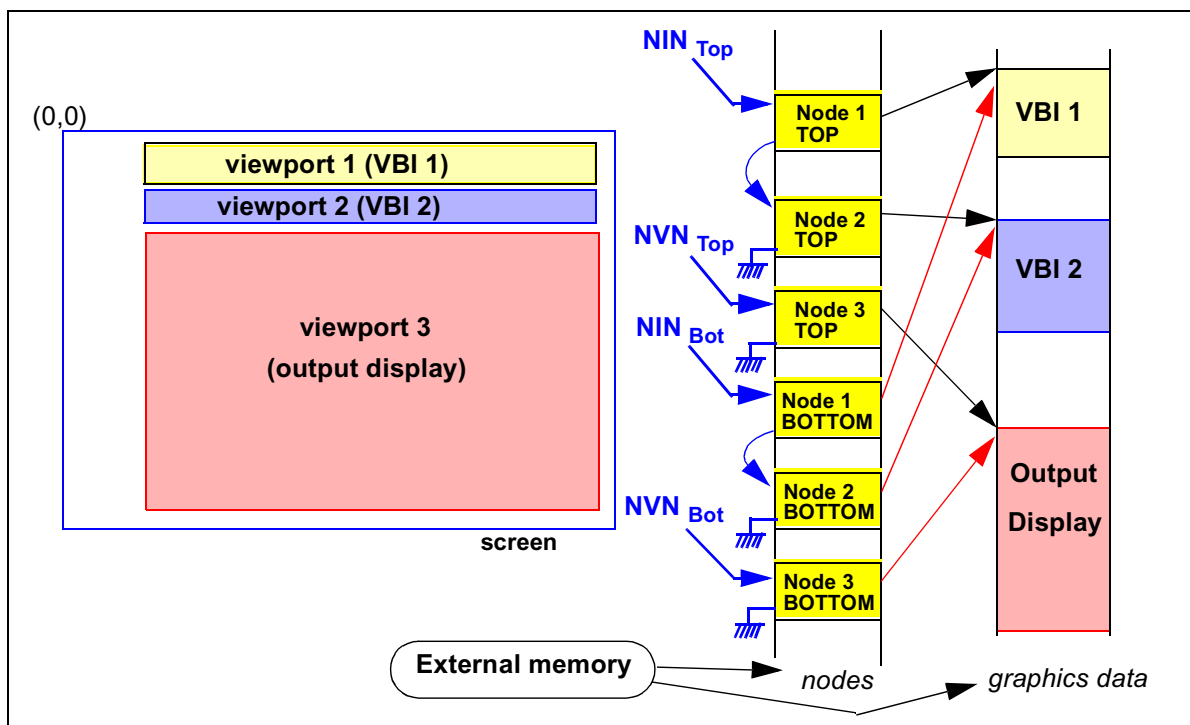 (0,0)
viewport 1 (VBI 1)
viewport 2 (VBI 2)
viewport 3
(output display)
screen
NIN Top
NVN Top
NIN Bot
NVN Bot
Node 1
TOP
Node 2
TOP
Node 3
TOP
Node 1
BOTTOM
Node 2
BOTTOM
Node 3
BOTTOM
VBI 1
VBI 2
Output
Display
External memory
nodes
graphics data